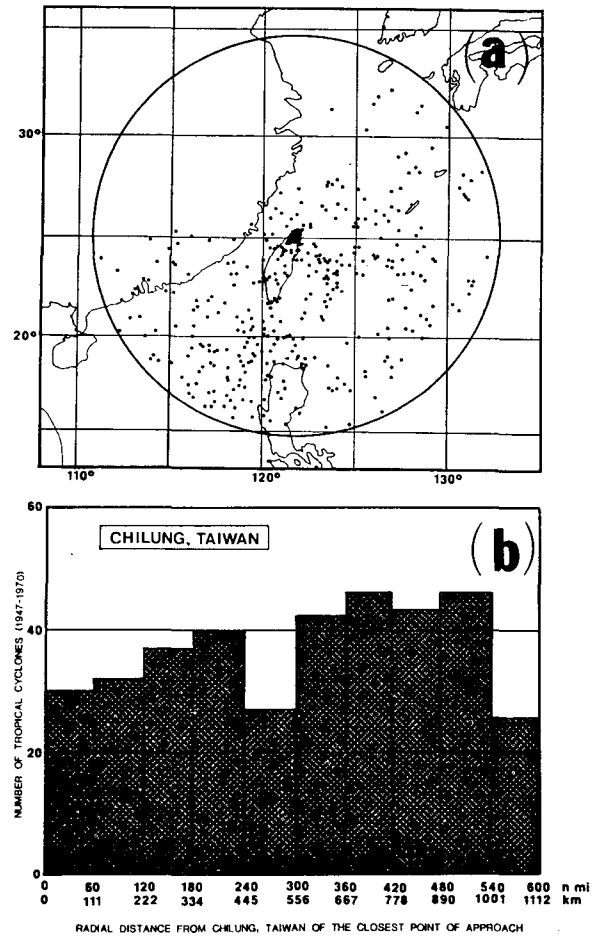 (a)
30°
20°
110° 120° 130°
60
CHILUNG, TAIWAN
(b)
NUMBER OF TROPICAL CYCLONES (1947-1970)
40
20
0
0 60 120 180 240 300 360 420 480 540 600 n mi
0 111 222 334 445 556 667 778 890 1001 1112 km
RADIAL DISTANCE FROM CHILUNG, TAIWAN OF THE CLOSEST POINT OF APPROACH